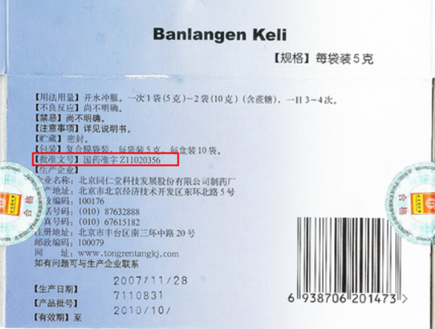 Banlangen Keli
【规格】每袋装5克
【用法用量】开水冲服。一次1袋(5克)~2袋(10克)(含蔗糖)，一日3~4次。
【不良反应】尚不明确。
【禁忌】尚不明确。
【注意事项】详见说明书。
【贮藏】密封。
【包装】复合膜袋装。每袋装5克，每盒装10袋。
【批准文号】国药准字Z11020356
【生产企业】
企业名称：北京同仁堂科技发展股份有限公司制药厂
地址：北京市北京经济技术开发区东环北路5号
邮政编码：100176
电话号码：(010) 87632888
传真号码：(010) 67615182
注册地址：北京市丰台区南三环中路20号
邮政编码：100079
网址：www.tongrentangkj.com
如有问题可与生产企业联系
【生产日期】2007/11/28
【产品批号】7110831
【有效期】至 2010/10/
6 938706 201473